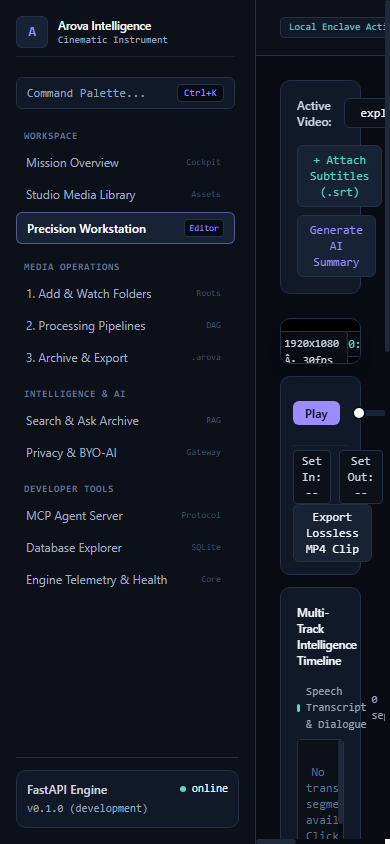 A
Arova Intelligence
Cinematic Instrument
Command Palette...
Ctrl+K
WORKSPACE
Mission Overview
Cockpit
Studio Media Library
Assets
Precision Workstation
Editor
MEDIA OPERATIONS
1. Add & Watch Folders
Roots
2. Processing Pipelines
DAG
3. Archive & Export
.arova
INTELLIGENCE & AI
Search & Ask Archive
RAG
Privacy & BYO-AI
Gateway
DEVELOPER TOOLS
MCP Agent Server
Protocol
Database Explorer
SQLite
Engine Telemetry & Health
Core
FastAPI Engine
online
v0.1.0 (development)
Local Enclave Acti
Active
Video:
expl
+ Attach
Subtitles
(.srt)
Generate
AI
Summary
1920x1080
Â· 30fps
0:
Play
Set
In:
--
Set
Out:
--
Export
Lossless
MP4 Clip
Multi-
Track
Intelligence
Timeline
Speech
Transcript
& Dialogue
0
seg
No
trans
segme
avail
Click